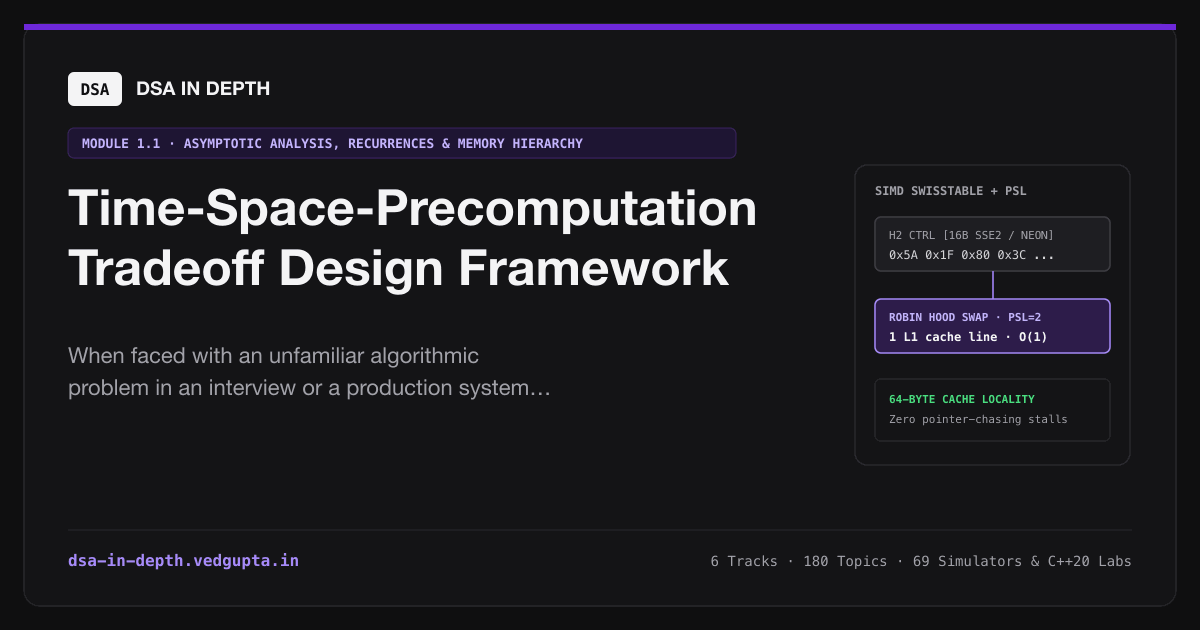 DSA
DSA IN DEPTH
MODULE 1.1 · ASYMPTOTIC ANALYSIS, RECURRENCES & MEMORY HIERARCHY
Time-Space-Precomputation
Tradeoff Design Framework
When faced with an unfamiliar algorithmic
problem in an interview or a production system…
SIMD SWISSTABLE + PSL
H2 CTRL [16B SSE2 / NEON]
0x5A 0x1F 0x80 0x3C ...
ROBIN HOOD SWAP · PSL=2
1 L1 cache line · O(1)
64-BYTE CACHE LOCALITY
Zero pointer-chasing stalls
dsa-in-depth.vedgupta.in
6 Tracks · 180 Topics · 69 Simulators & C++20 Labs